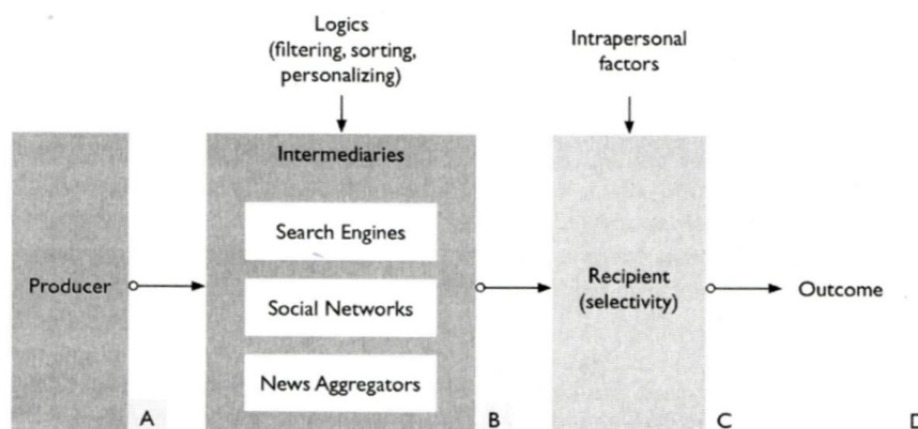 Logics
(filtering, sorting,
personalizing)
Intrapersonal
factors
Intermediaries
Search Engines
Producer
Social Networks
Recipient
(selectivity)
Outcome
News Aggregators
A
B
C
D